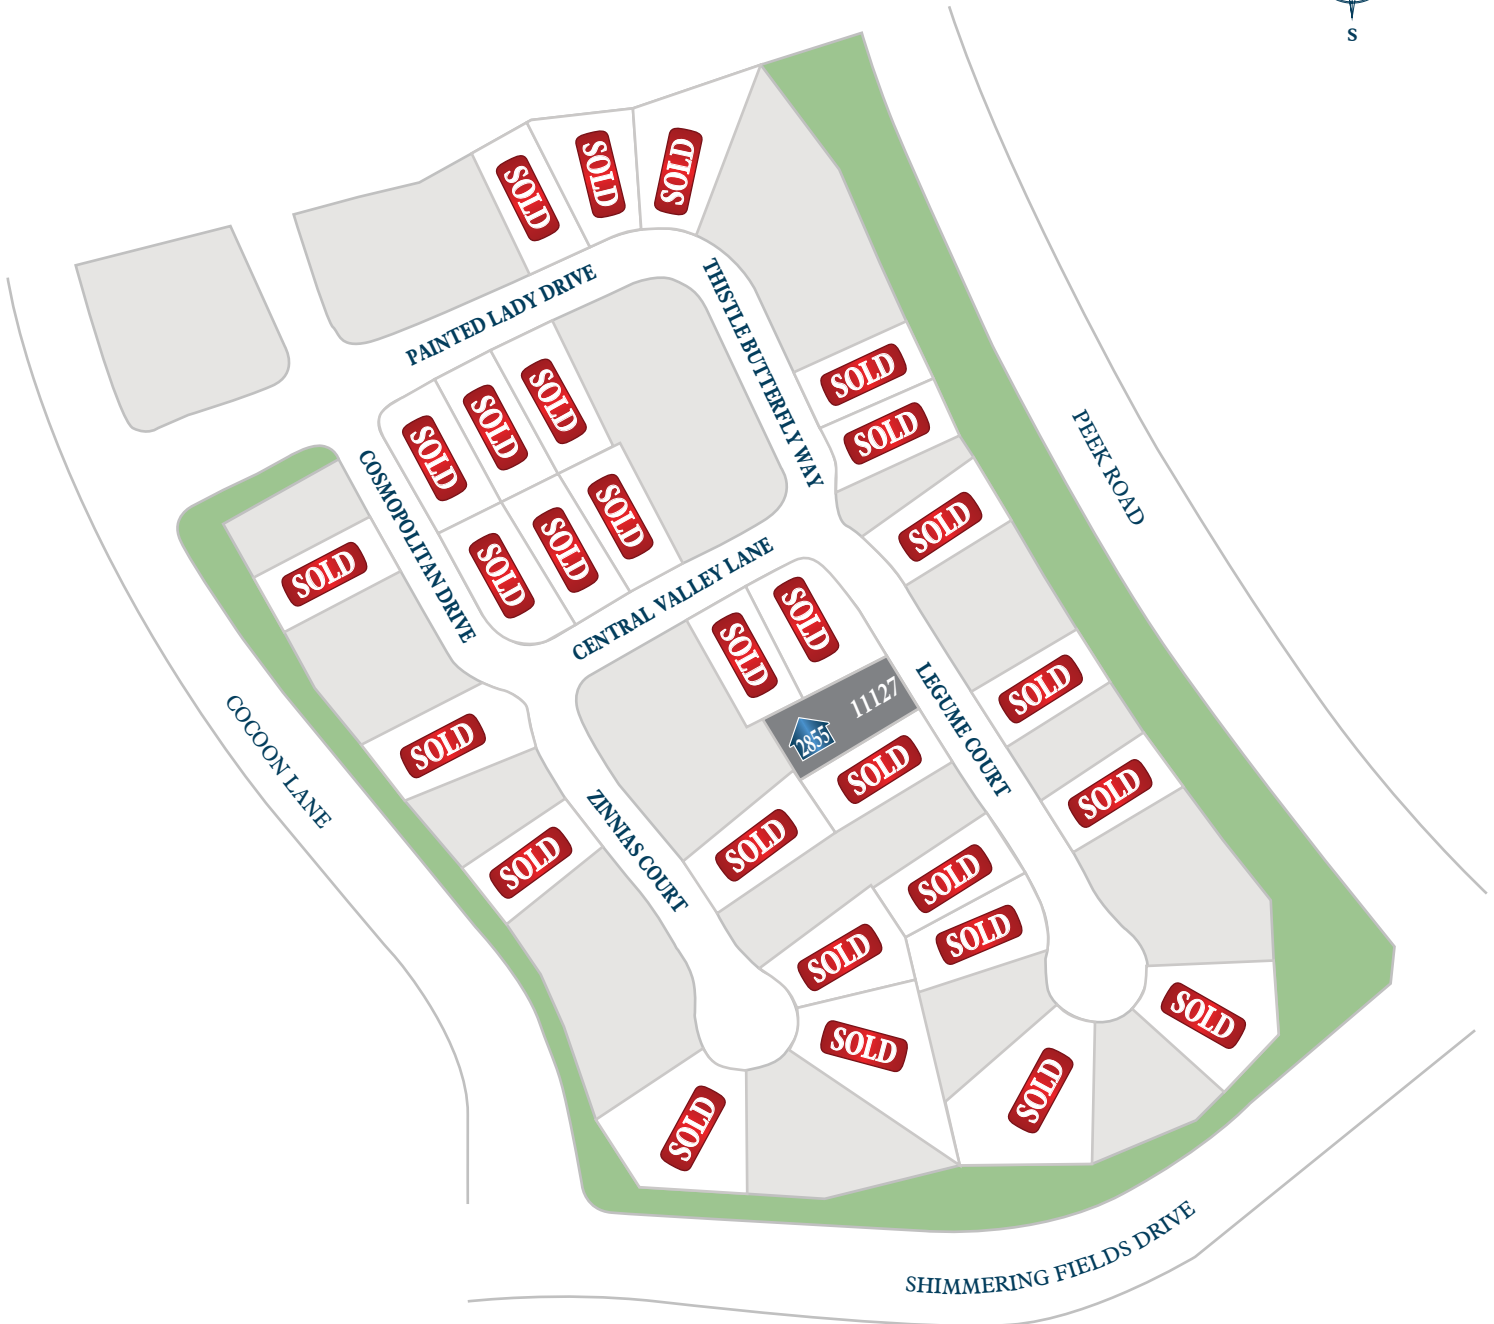 S
SOLD
SOLD
SOLD
PAINTED LADY DRIVE
THISTLE BUTTERFLY WAY
SOLD
SOLD
SOLD
SOLD
SOLD
SOLD
PEEK ROAD
COSMOPOLITAN DRIVE
SOLD
SOLD
SOLD
SOLD
SOLD
CENTRAL VALLEY LANE
SOLD
SOLD
SOLD
LEGUME COURT
11127
2855
SOLD
SOLD
COCOON LANE
SOLD
SOLD
ZINNIAS COURT
SOLD
SOLD
SOLD
SOLD
SOLD
SOLD
SOLD
SOLD
SOLD
SHIMMERING FIELDS DRIVE